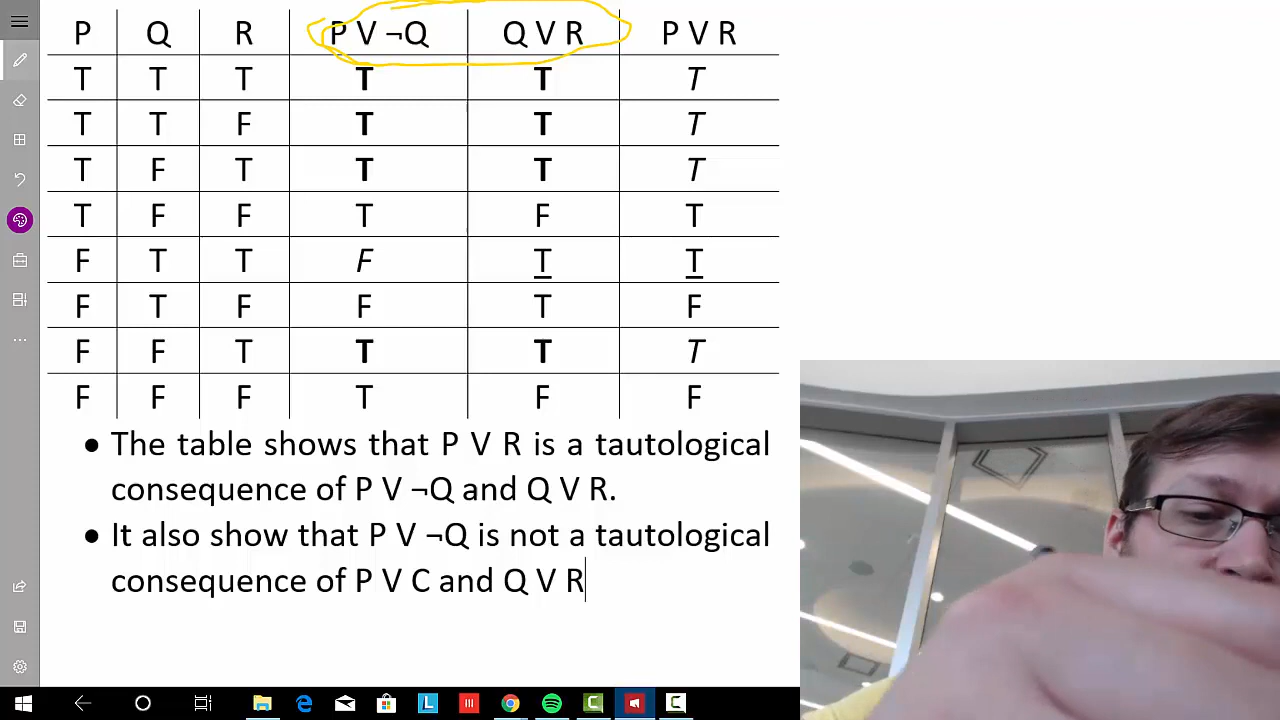 P Q R P V ¬Q Q V R P V R
T T T T T T
T T F T T T
T F T T T T
T F F T F T
F T T F T T
F T F F T F
F F T T T T
F F F T F F
● The table shows that P V R is a tautological
consequence of P V ¬Q and Q V R.
● It also show that P V ¬Q is not a tautological
consequence of P V C and Q V R